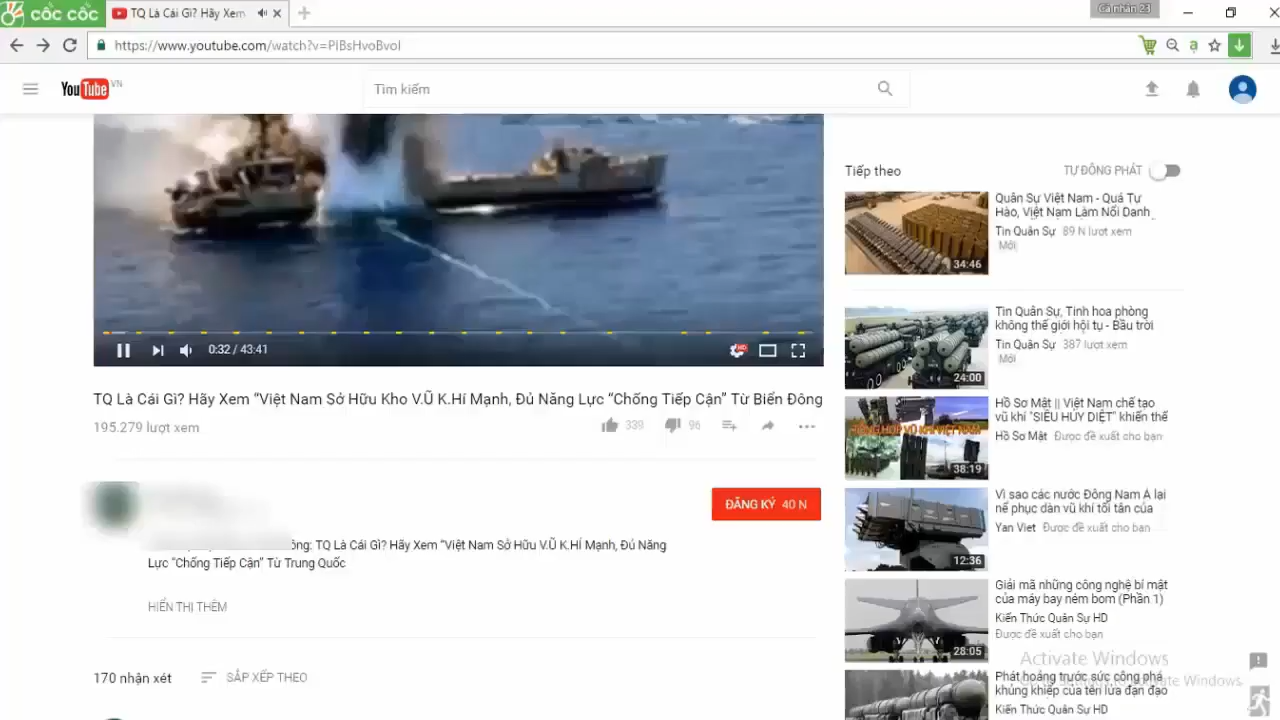 cốc cốc
TQ Là Cái Gì? Hãy Xem
Cá nhân 23
https://www.youtube.com/watch?v=PlBsHvoBvoI
YouTube VN
Tìm kiếm
0:32 / 43:41
HD
TQ Là Cái Gì? Hãy Xem “Việt Nam Sở Hữu Kho V.Ũ K.Hí Mạnh, Đủ Năng Lực “Chống Tiếp Cận” Từ Biển Đông
195.279 lượt xem
339
96
ĐĂNG KÝ 40 N
ông: TQ Là Cái Gì? Hãy Xem “Việt Nam Sở Hữu V.Ũ K.HÍ Mạnh, Đủ Năng
Lực “Chống Tiếp Cận” Từ Trung Quốc
HIỂN THỊ THÊM
170 nhận xét
SẮP XẾP THEO
Tiếp theo
TỰ ĐỘNG PHÁT
Quân Sự Việt Nam - Quá Tự
Hào, Việt Nam Làm Nổi Danh
Tin Quân Sự 89 N lượt xem
Mới
34:46
Tin Quân Sự, Tinh hoa phòng
không thế giới hội tụ - Bầu trời
Tin Quân Sự 387 lượt xem
Mới
24:00
Hồ Sơ Mật || Việt Nam chế tạo
vũ khí "SIÊU HỦY DIỆT" khiến thế
Hồ Sơ Mật Được đề xuất cho bạn
TỔNG HỢP VŨ KHÍ VIỆT NAM
38:19
Vì sao các nước Đông Nam Á lại
nể phục dàn vũ khí tối tân của
Yan Viet Được đề xuất cho bạn
12:36
Giải mã những công nghệ bí mật
của máy bay ném bom (Phần 1)
Kiến Thức Quân Sự HD
Được đề xuất cho bạn
28:05
Activate Windows
Phát hoảng trước sức công phá
khủng khiếp của tên lửa đạn đạo
Kiến Thức Quân Sự HD